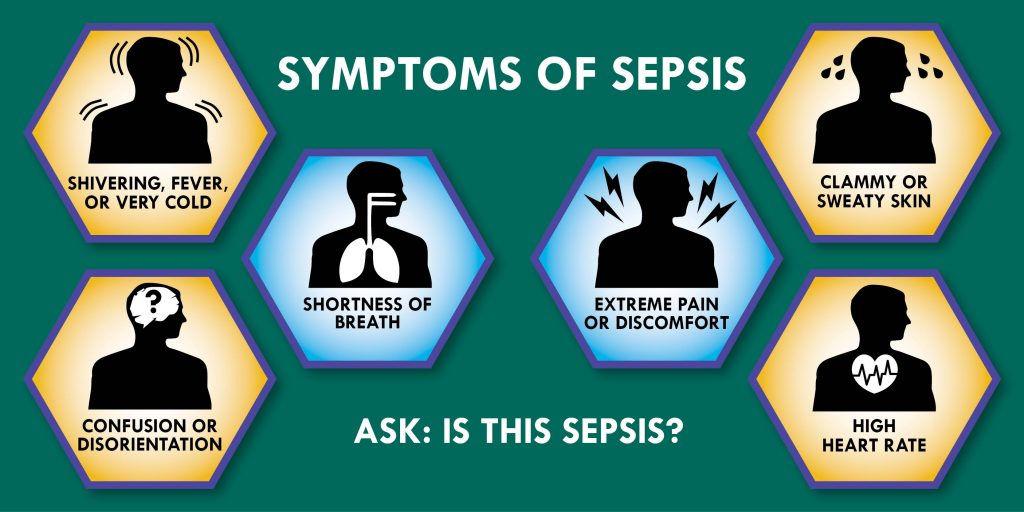 SYMPTOMS OF SEPSIS
SHIVERING, FEVER,
OR VERY COLD
SHORTNESS OF
BREATH
EXTREME PAIN
OR DISCOMFORT
CLAMMY OR
SWEATY SKIN
?
CONFUSION OR
DISORIENTATION
HIGH
HEART RATE
ASK: IS THIS SEPSIS?